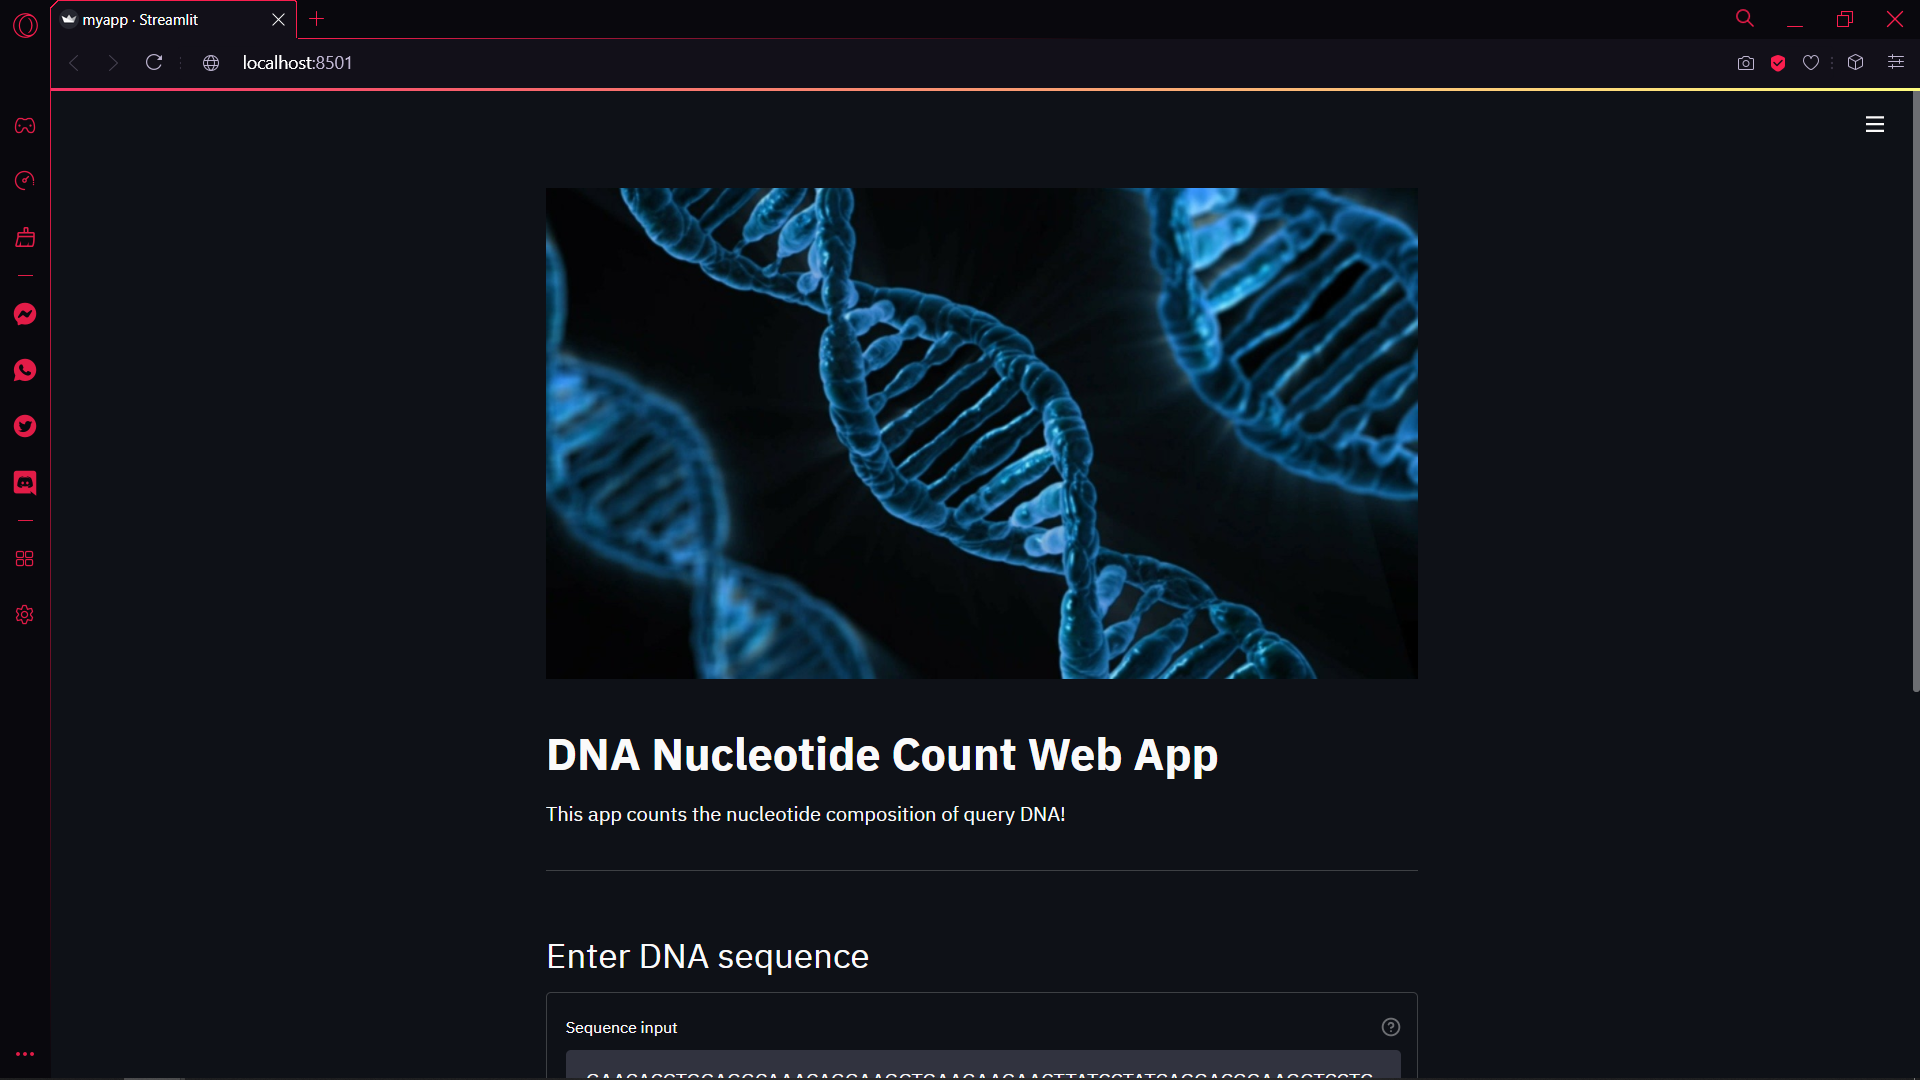 myapp · Streamlit
localhost:8501
DNA Nucleotide Count Web App
This app counts the nucleotide composition of query DNA!
Enter DNA sequence
Sequence input